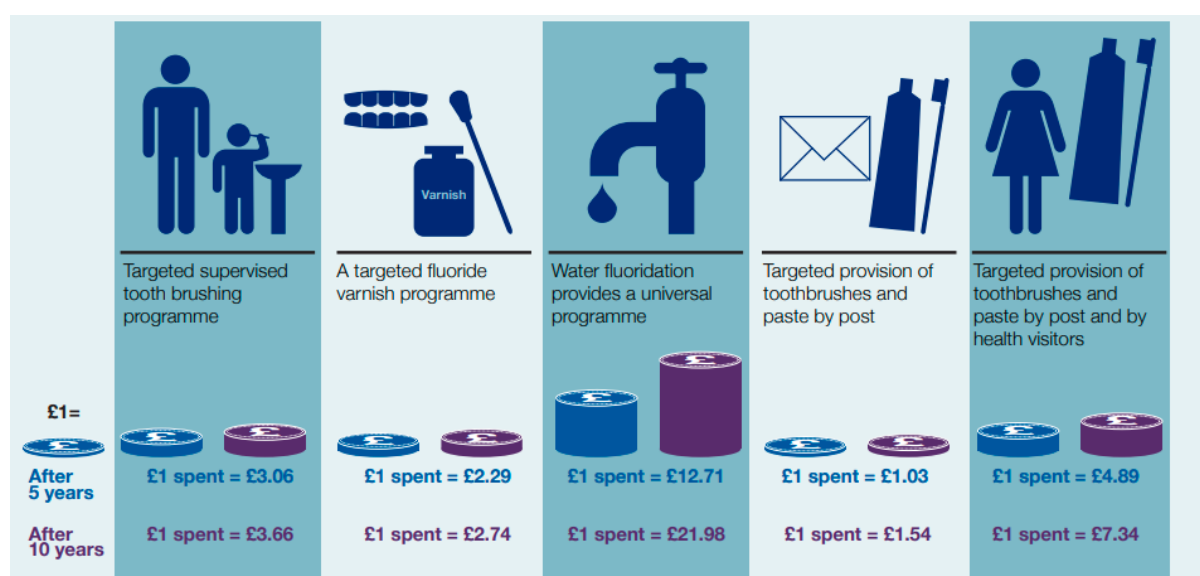 Varnish
Targeted supervised
tooth brushing
programme
A targeted fluoride
varnish programme
Water fluoridation
provides a universal
programme
Targeted provision of
toothbrushes and
paste by post
Targeted provision of
toothbrushes and
paste by post and by
health visitors
£1=
£
£
£
£
£
£
£
£
£
£
£
After
5 years
£1 spent = £3.06
£1 spent = £2.29
£1 spent = £12.71
£1 spent = £1.03
£1 spent = £4.89
After
10 years
£1 spent = £3.66
£1 spent = £2.74
£1 spent = £21.98
£1 spent = £1.54
£1 spent = £7.34